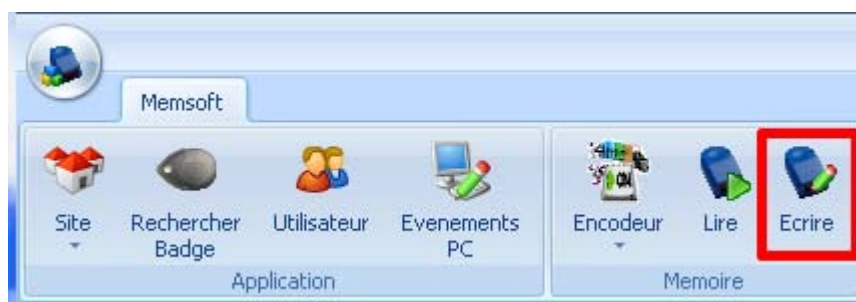 Memsoft
Site
Rechercher
Badge
Utilisateur
Evenements
PC
Encodeur
Lire
Ecrire
Application
Memoire